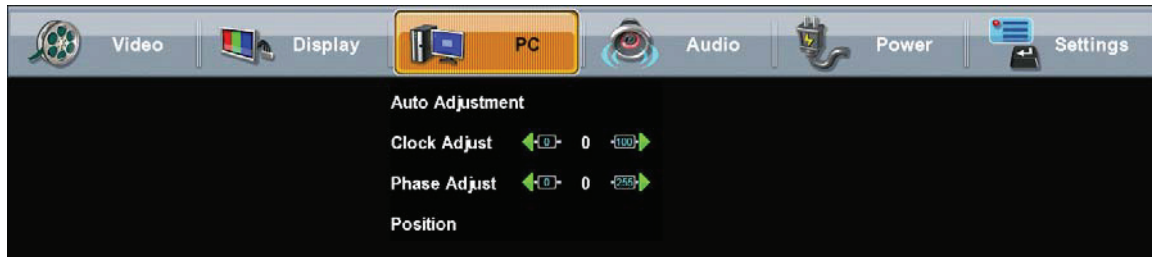 Video Display PC Audio Power Settings
Auto Adjustment
Clock Adjust 0 0 100
Phase Adjust 0 0 255
Position